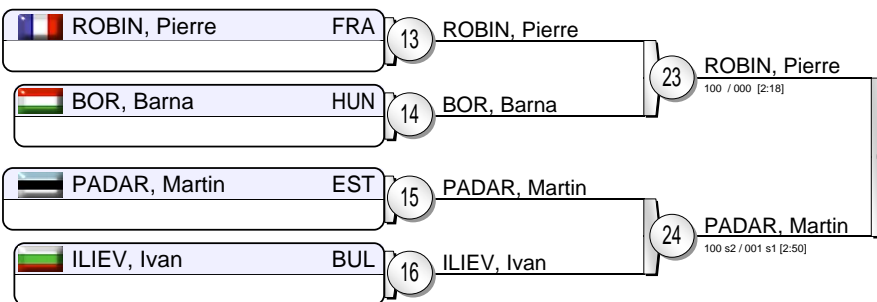 ROBIN, Pierre FRA
13
ROBIN, Pierre
BOR, Barna HUN
14
BOR, Barna
23
ROBIN, Pierre
100 / 000 [2:18]
PADAR, Martin EST
15
PADAR, Martin
ILIEV, Ivan BUL
16
ILIEV, Ivan
24
PADAR, Martin
100 s2 / 001 s1 [2:50]